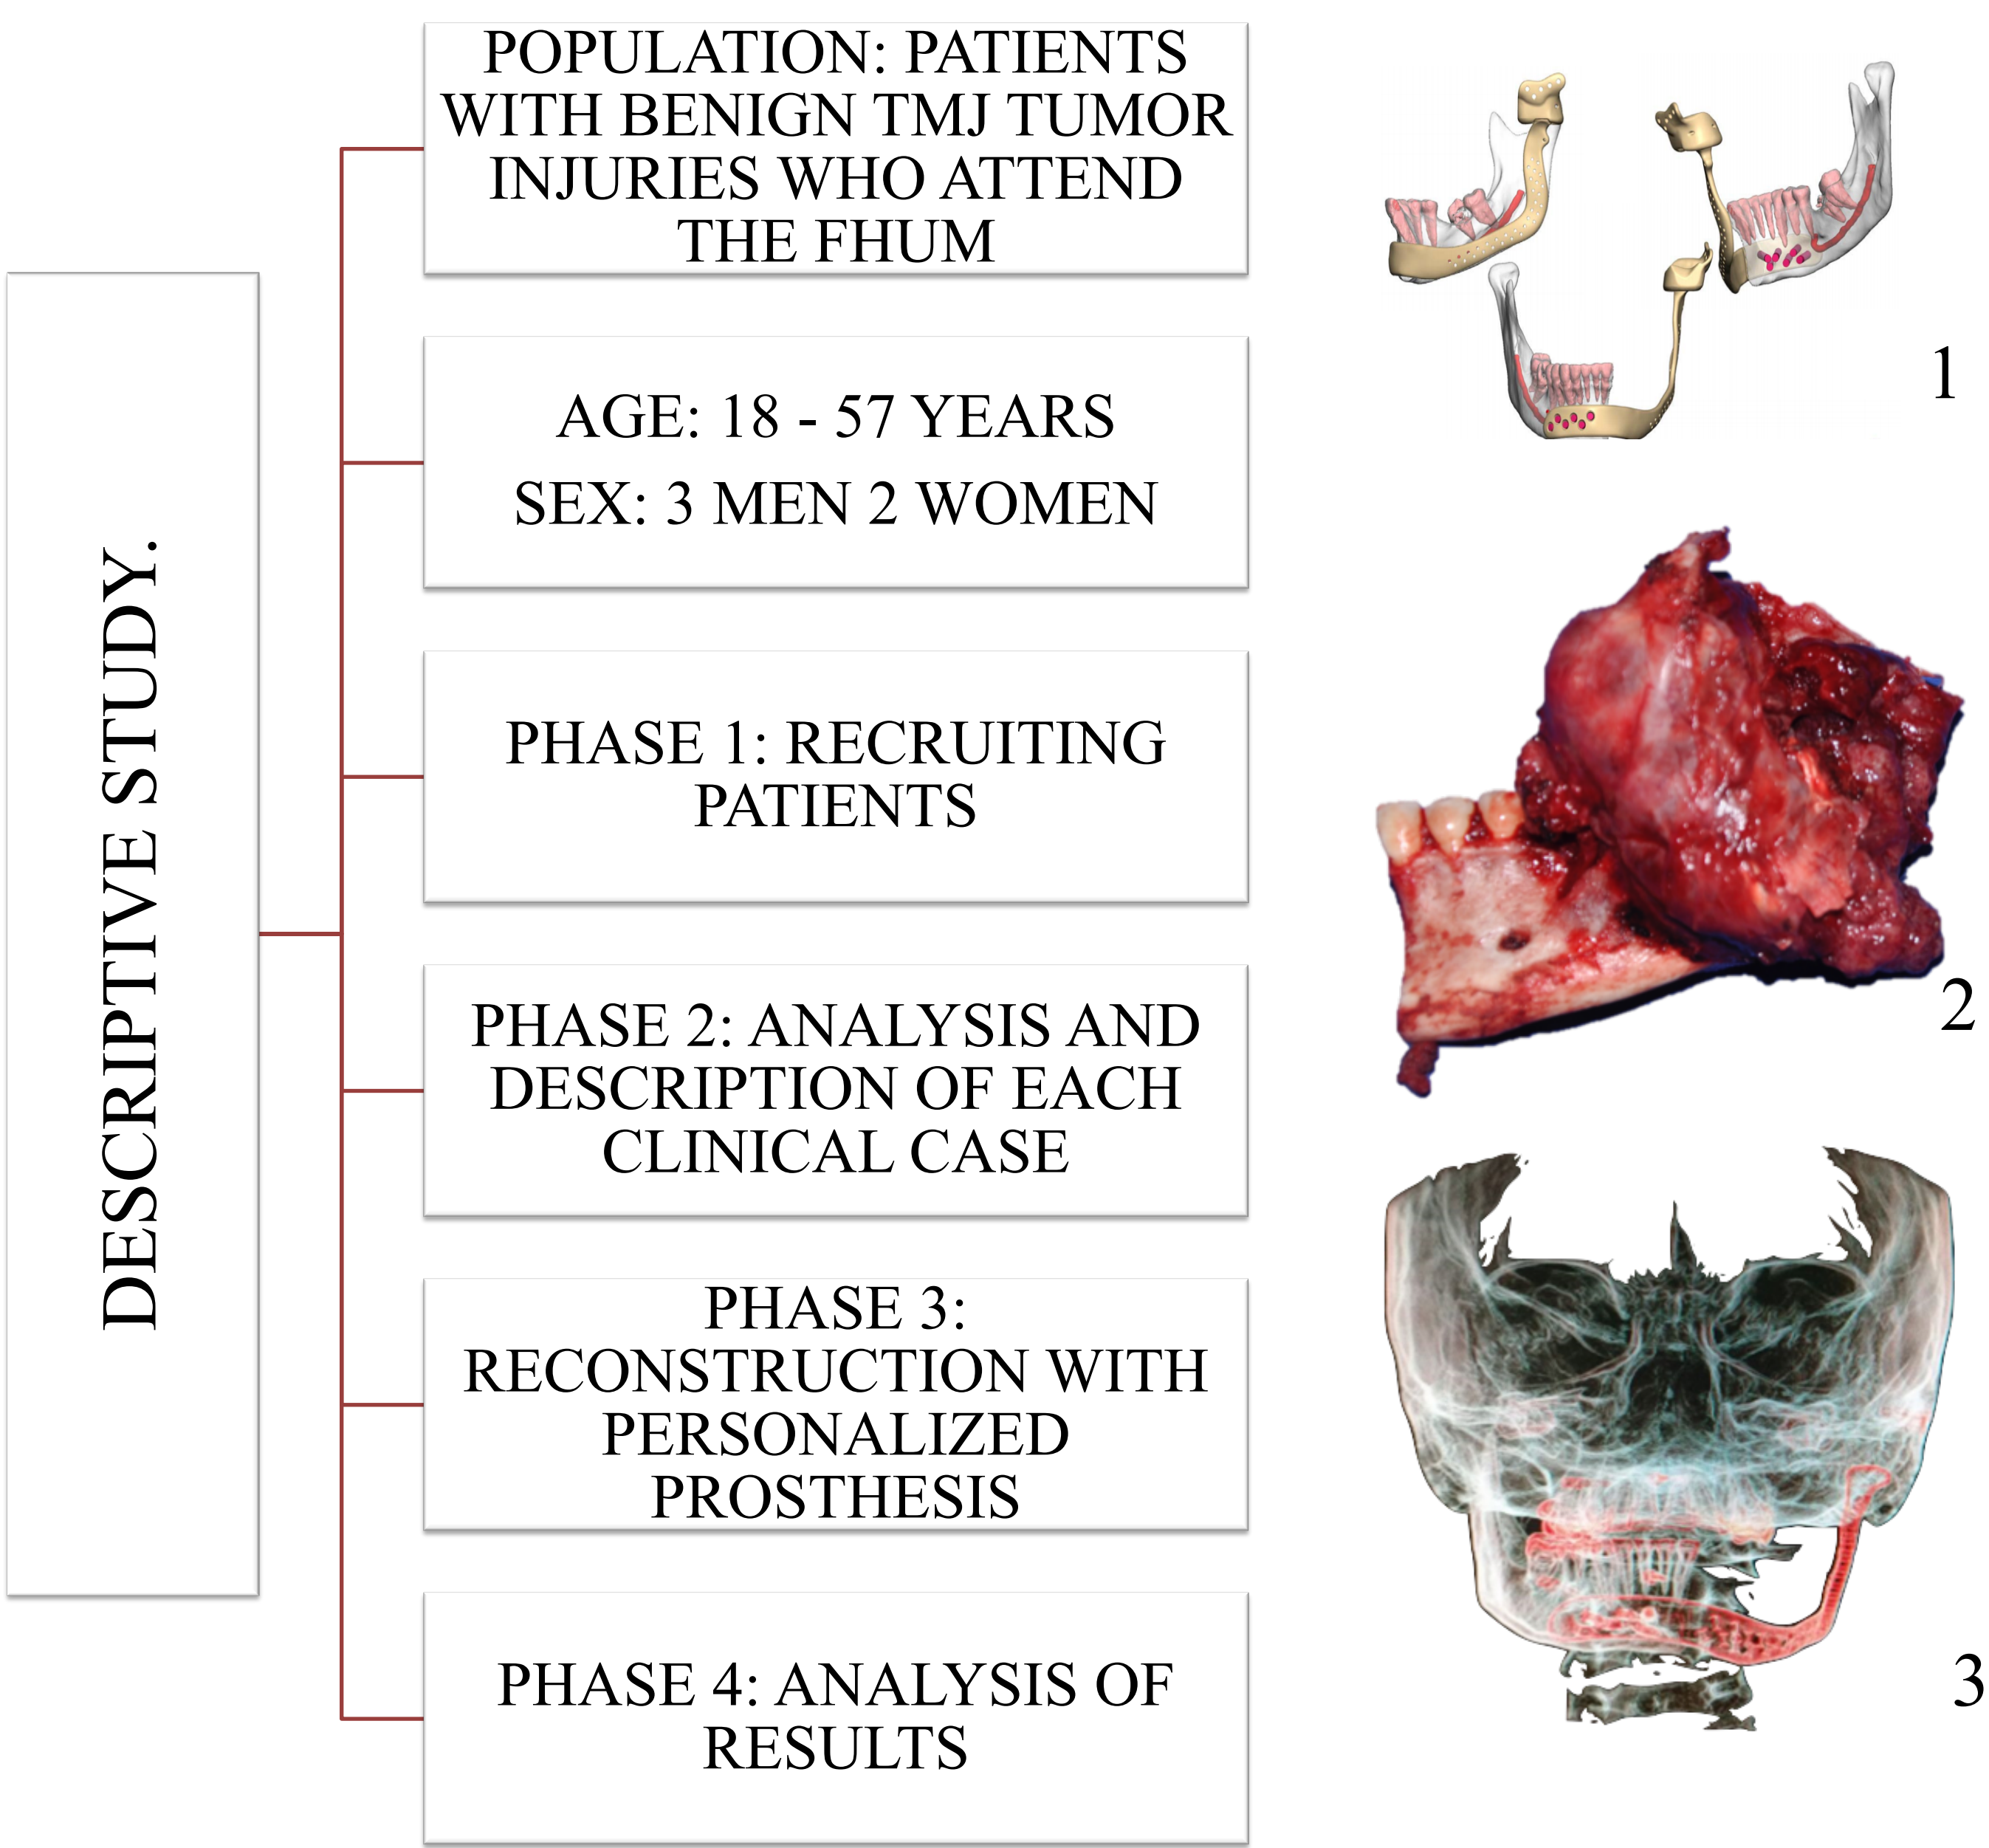 DESCRIPTIVE STUDY.
POPULATION: PATIENTS
WITH BENIGN TMJ TUMOR
INJURIES WHO ATTEND
THE FHUM
AGE: 18 - 57 YEARS
SEX: 3 MEN 2 WOMEN
PHASE 1: RECRUITING
PATIENTS
PHASE 2: ANALYSIS AND
DESCRIPTION OF EACH
CLINICAL CASE
PHASE 3:
RECONSTRUCTION WITH
PERSONALIZED
PROSTHESIS
PHASE 4: ANALYSIS OF
RESULTS
1
2
3